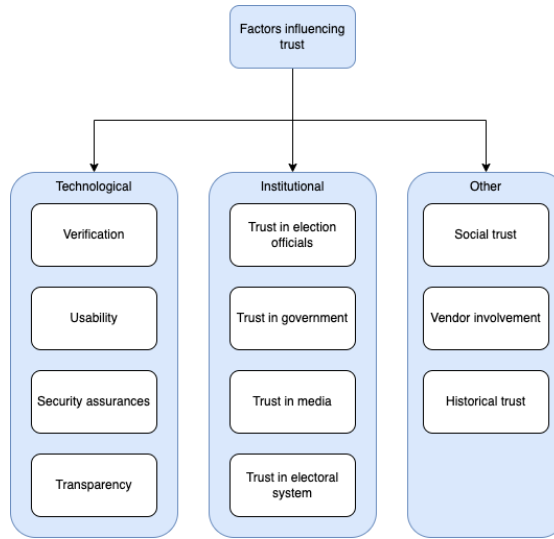 Factors influencing
trust
Technological
Verification
Usability
Security assurances
Transparency
Institutional
Trust in election
officials
Trust in government
Trust in media
Trust in electoral
system
Other
Social trust
Vendor involvement
Historical trust